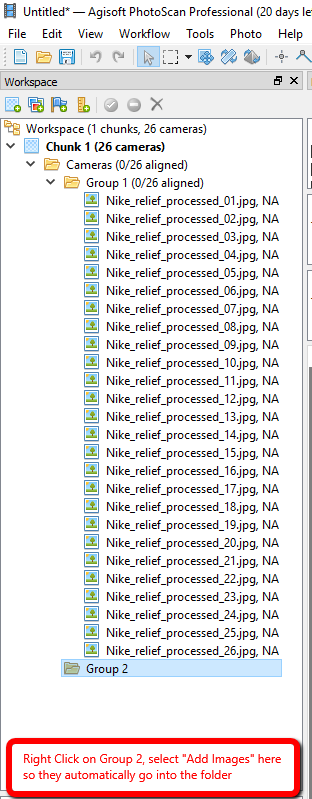 Untitled* — Agisoft PhotoScan Professional (20 days le
File Edit View Workflow Tools Photo Help
Workspace
Workspace (1 chunks, 26 cameras)
Chunk 1 (26 cameras)
Cameras (0/26 aligned)
Group 1 (0/26 aligned)
Nike_relief_processed_01.jpg, NA
Nike_relief_processed_02.jpg, NA
Nike_relief_processed_03.jpg, NA
Nike_relief_processed_04.jpg, NA
Nike_relief_processed_05.jpg, NA
Nike_relief_processed_06.jpg, NA
Nike_relief_processed_07.jpg, NA
Nike_relief_processed_08.jpg, NA
Nike_relief_processed_09.jpg, NA
Nike_relief_processed_10.jpg, NA
Nike_relief_processed_11.jpg, NA
Nike_relief_processed_12.jpg, NA
Nike_relief_processed_13.jpg, NA
Nike_relief_processed_14.jpg, NA
Nike_relief_processed_15.jpg, NA
Nike_relief_processed_16.jpg, NA
Nike_relief_processed_17.jpg, NA
Nike_relief_processed_18.jpg, NA
Nike_relief_processed_19.jpg, NA
Nike_relief_processed_20.jpg, NA
Nike_relief_processed_21.jpg, NA
Nike_relief_processed_22.jpg, NA
Nike_relief_processed_23.jpg, NA
Nike_relief_processed_24.jpg, NA
Nike_relief_processed_25.jpg, NA
Nike_relief_processed_26.jpg, NA
Group 2
Right Click on Group 2, select "Add Images" here
so they automatically go into the folder